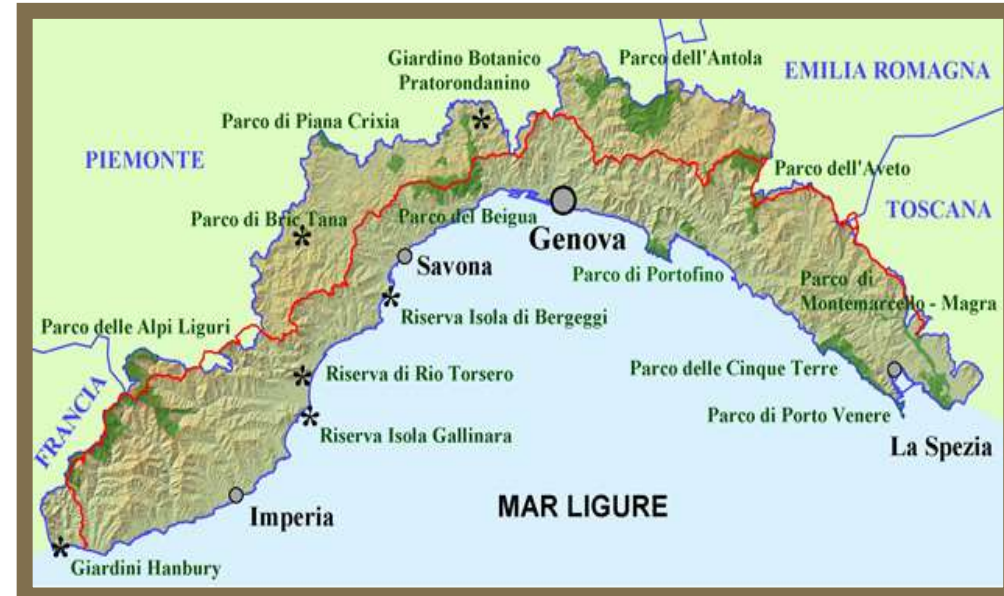 Giardino Botanico
Pratorondanino
Parco dell'Antola
EMILIA ROMAGNA
Parco di Piana Crixia
PIEMONTE
Parco dell'Aveto
Parco di Bric Tana
Parco del Beigua
TOSCANA
Genova
Savona
Parco di Portofino
Parco di
Montemarcello - Magra
Riserva Isola di Bergeggi
Parco delle Alpi Liguri
Riserva di Rio Torsero
Parco delle Cinque Terre
FRANCIA
Parco di Porto Venere
Riserva Isola Gallinara
La Spezia
Imperia
MAR LIGURE
Giardini Hanbury